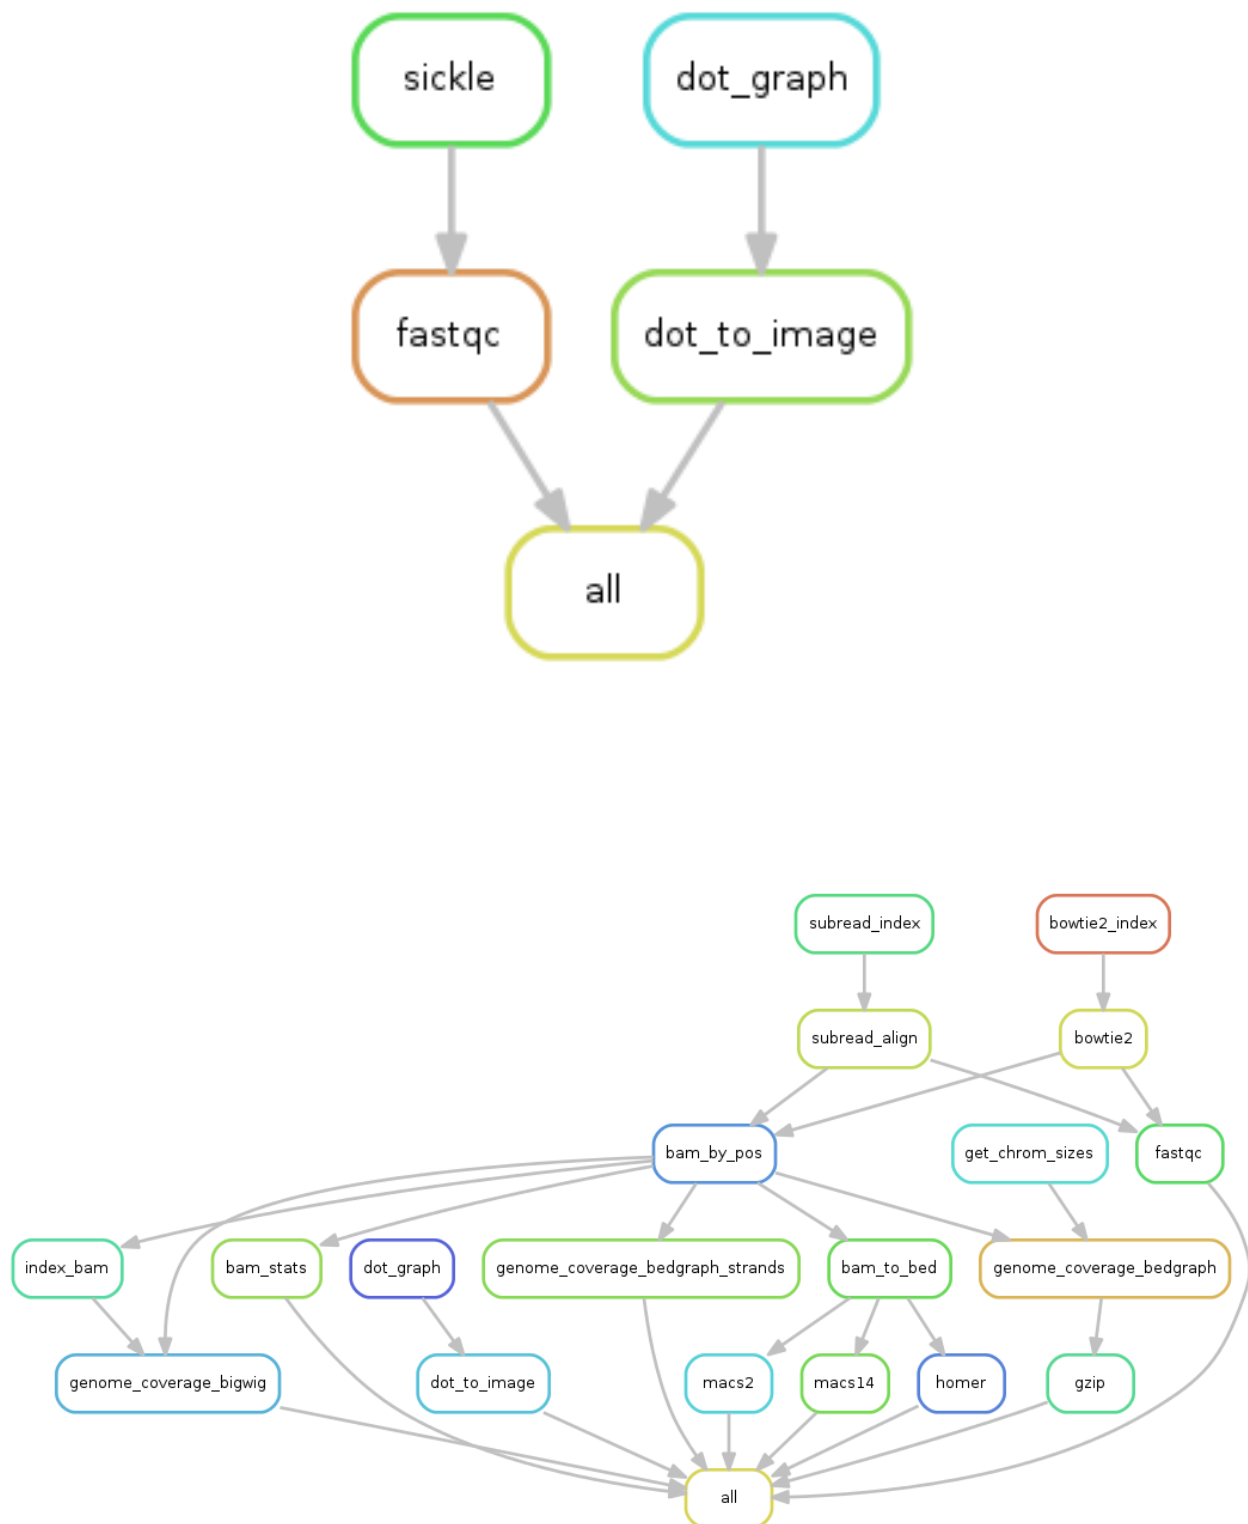 sickle
dot_graph
fastqc
dot_to_image
all
subread_index
bowtie2_index
subread_align
bowtie2
bam_by_pos
get_chrom_sizes
fastqc
index_bam
bam_stats
dot_graph
genome_coverage_bedgraph_strands
bam_to_bed
genome_coverage_bedgraph
genome_coverage_bigwig
dot_to_image
macs2
macs14
homer
gzip
all